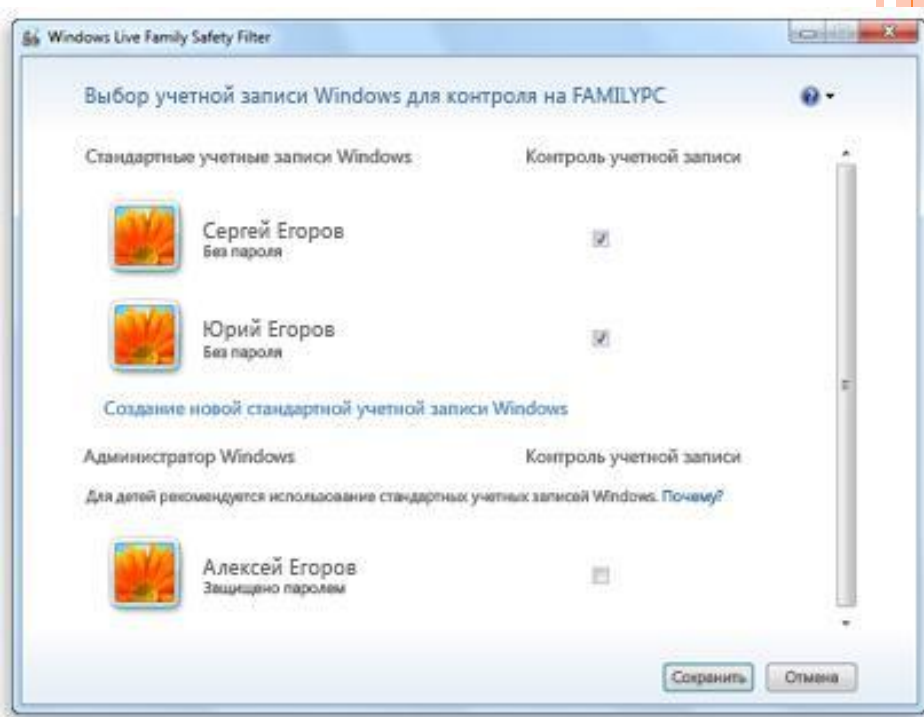 Windows Live Family Safety Filter
Выбор учетной записи Windows для контроля на FAMILYPC
Стандартные учетные записи Windows Контроль учетной записи
Сергей Егоров
Без пароля
Юрий Егоров
Без пароля
Создание новой стандартной учетной записи Windows
Администратор Windows Контроль учетной записи
Для детей рекомендуется использование стандартных учетных записей Windows. Почему?
Алексей Егоров
Защищено паролем
Сохранить Отмена